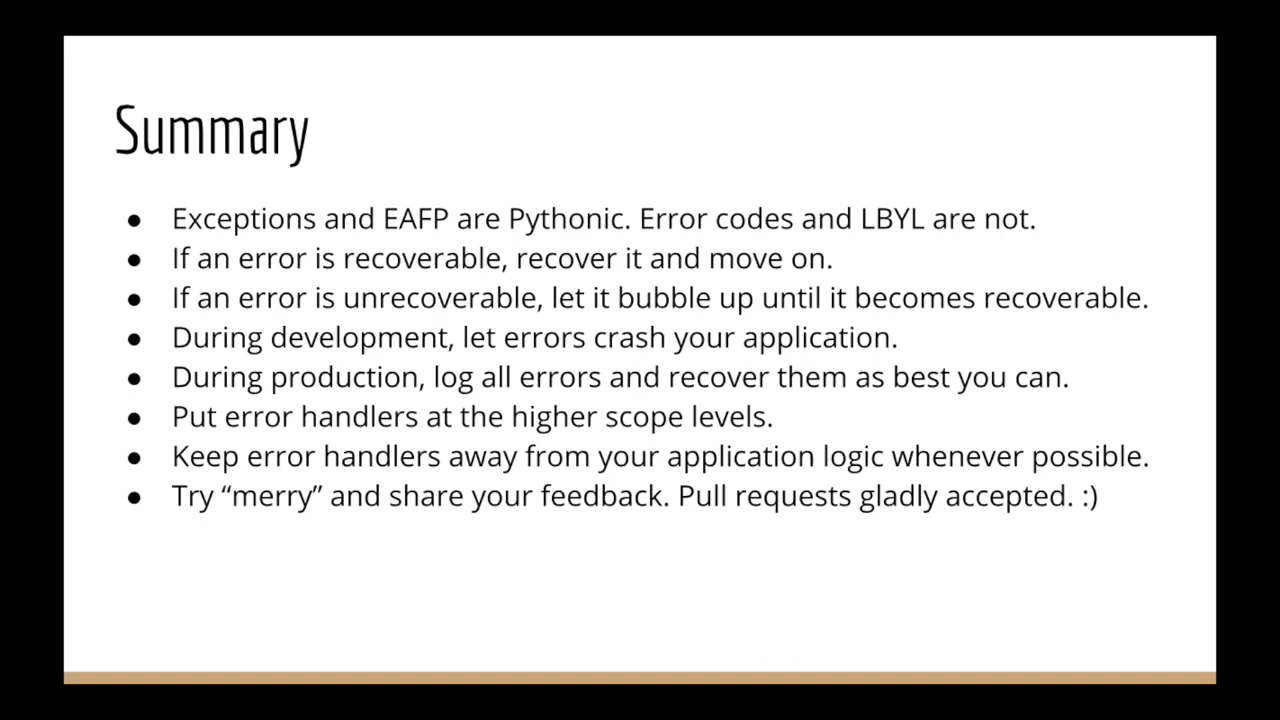 Summary
● Exceptions and EAFP are Pythonic. Error codes and LBYL are not.
● If an error is recoverable, recover it and move on.
● If an error is unrecoverable, let it bubble up until it becomes recoverable.
● During development, let errors crash your application.
● During production, log all errors and recover them as best you can.
● Put error handlers at the higher scope levels.
● Keep error handlers away from your application logic whenever possible.
● Try “merry” and share your feedback. Pull requests gladly accepted. :)